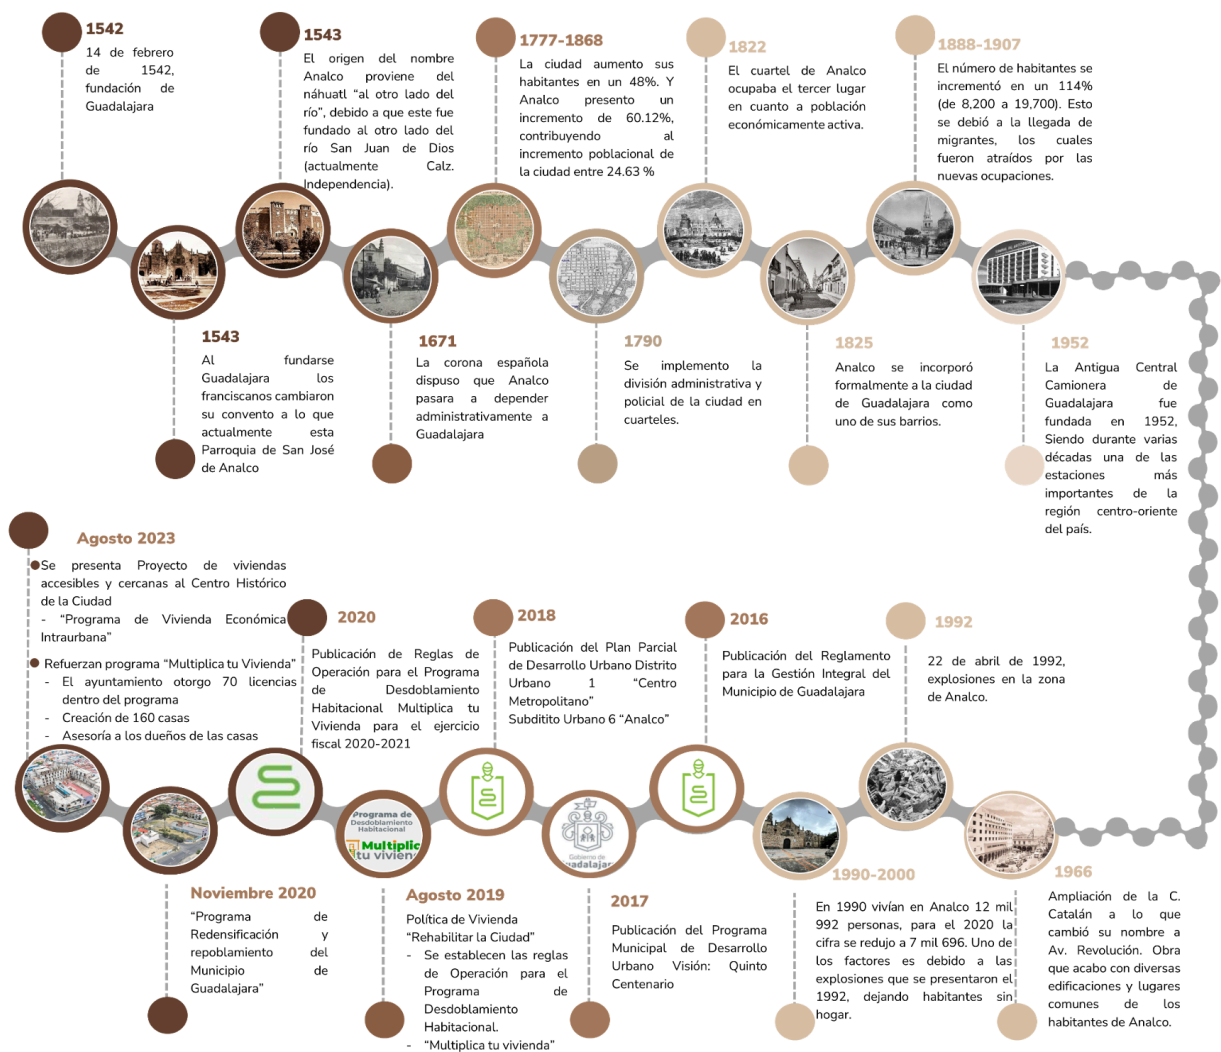 1542
14 de febrero
de 1542,
fundación de
Guadalajara
1543
El origen del nombre
Analco proviene del
náhuatl “al otro lado del
río”, debido a que este fue
fundado al otro lado del
río San Juan de Dios
(actualmente Calz.
Independencia).
1777-1868
La ciudad aumento sus
habitantes en un 48%. Y
Analco presento un
incremento de 60.12%,
contribuyendo al
incremento poblacional de
la ciudad entre 24.63 %
1822
El cuartel de Analco
ocupaba el tercer lugar
en cuanto a población
económicamente activa.
1888-1907
El número de habitantes se
incrementó en un 114%
(de 8,200 a 19,700). Esto
se debió a la llegada de
migrantes, los cuales
fueron atraídos por las
nuevas ocupaciones.
1543
Al fundarse
Guadalajara los
franciscanos cambiaron
su convento a lo que
actualmente esta
Parroquia de San José
de Analco
1671
La corona española
dispuso que Analco
pasara a depender
administrativamente a
Guadalajara
1790
Se implemento la
división administrativa y
policial de la ciudad en
cuarteles.
1825
Analco se incorporó
formalmente a la ciudad
de Guadalajara como
uno de sus barrios.
1952
La Antigua Central
Camionera de
Guadalajara fue
fundada en 1952,
Siendo durante varias
décadas una de las
estaciones más
importantes de la
región centro-oriente
del país.
Agosto 2023
Se presenta Proyecto de viviendas
accesibles y cercanas al Centro Histórico
de la Ciudad
- “Programa de Vivienda Económica
Intraurbana”
Refuerzan programa “Multiplica tu Vivienda”
- El ayuntamiento otorgo 70 licencias
dentro del programa
- Creación de 160 casas
- Asesoría a los dueños de las casas
2020
Publicación de Reglas de
Operación para el Programa
de Desdoblamiento
Habitacional Multiplica tu
Vivienda para el ejercicio
fiscal 2020-2021
2018
Publicación del Plan Parcial
de Desarrollo Urbano Distrito
Urbano 1 “Centro
Metropolitano”
Subditito Urbano 6 “Analco”
2016
Publicación del Reglamento
para la Gestión Integral del
Municipio de Guadalajara
1992
22 de abril de 1992,
explosiones en la zona
de Analco.
Programa de
Desdoblamiento
Habitacional
Multiplic
tu viviend
Gobierno de
uadalajar
Noviembre 2020
“Programa de
Redensificación y
repoblamiento del
Municipio de
Guadalajara”
Agosto 2019
Política de Vivienda
“Rehabilitar la Ciudad”
- Se establecen las reglas
de Operación para el
Programa de
Desdoblamiento
Habitacional.
- “Multiplica tu vivienda”
2017
Publicación del Programa
Municipal de Desarrollo
Urbano Visión: Quinto
Centenario
1990-2000
En 1990 vivían en Analco 12 mil
992 personas, para el 2020 la
cifra se redujo a 7 mil 696. Uno de
los factores es debido a las
explosiones que se presentaron el
1992, dejando habitantes sin
hogar.
1966
Ampliación de la C.
Catalán a lo que
cambió su nombre a
Av. Revolución. Obra
que acabo con diversas
edificaciones y lugares
comunes de los
habitantes de Analco.